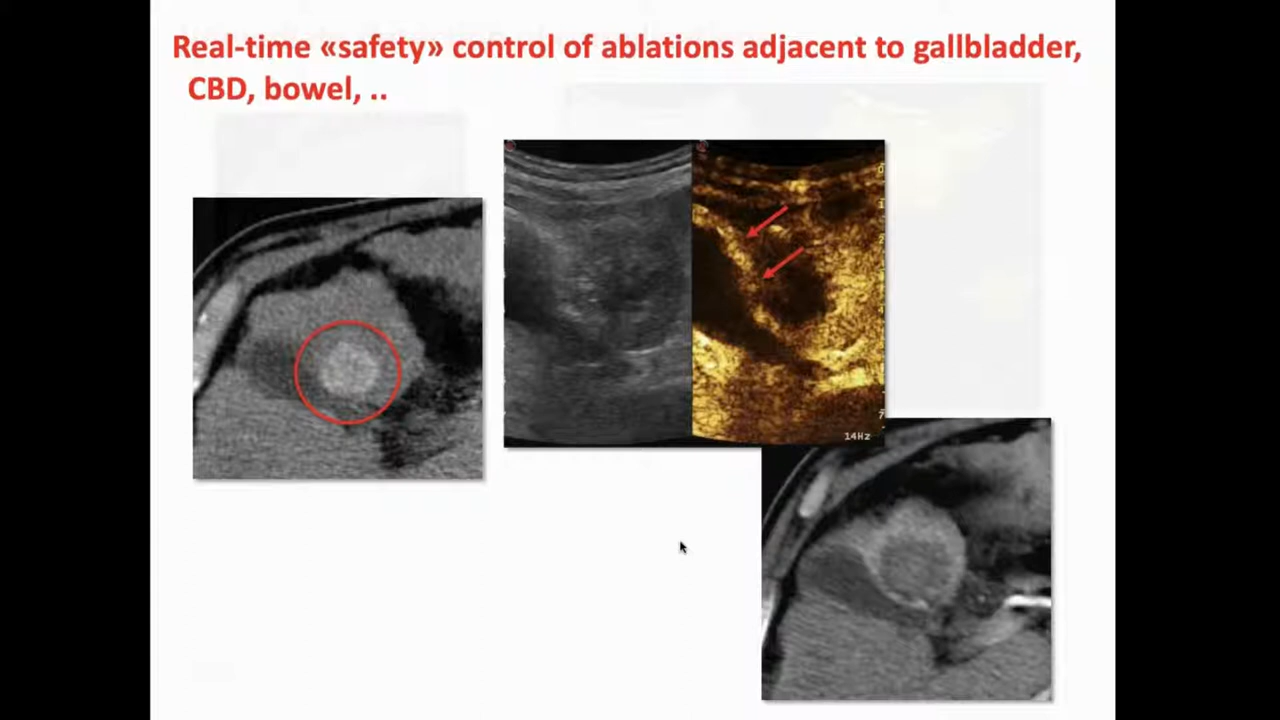 Real-time «safety» control of ablations adjacent to gallbladder,
CBD, bowel, ..
14Hz